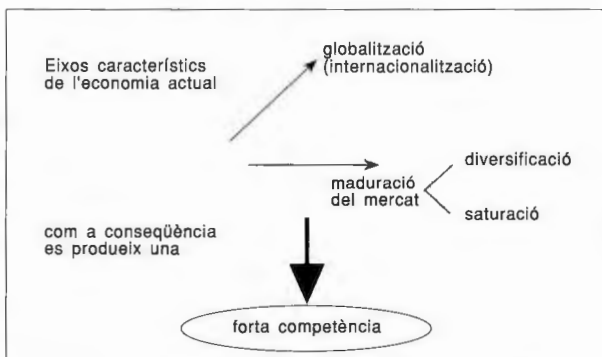 Eixos característics
de l'economia actual
globalització
(internacionalització)
maduració
del mercat
diversificació
saturació
com a conseqüència
es produeix una
forta competència